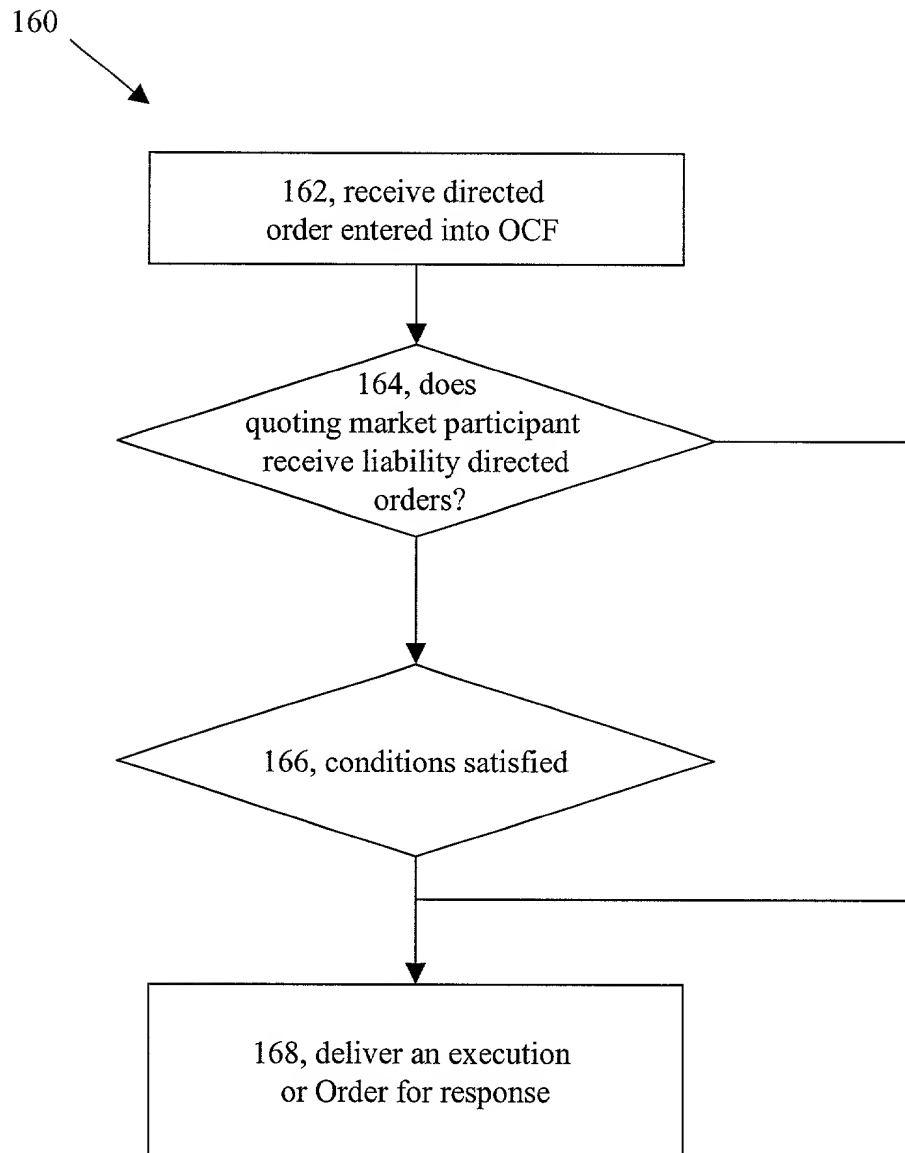 160
162, receive directed
order entered into OCF
164, does
quoting market participant
receive liability directed
orders?
166, conditions satisfied
168, deliver an execution
or Order for response